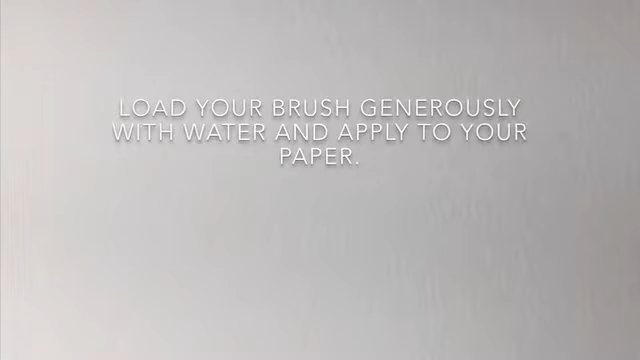 LOAD YOUR BRUSH GENEROUSLY
WITH WATER AND APPLY TO YOUR
PAPER.